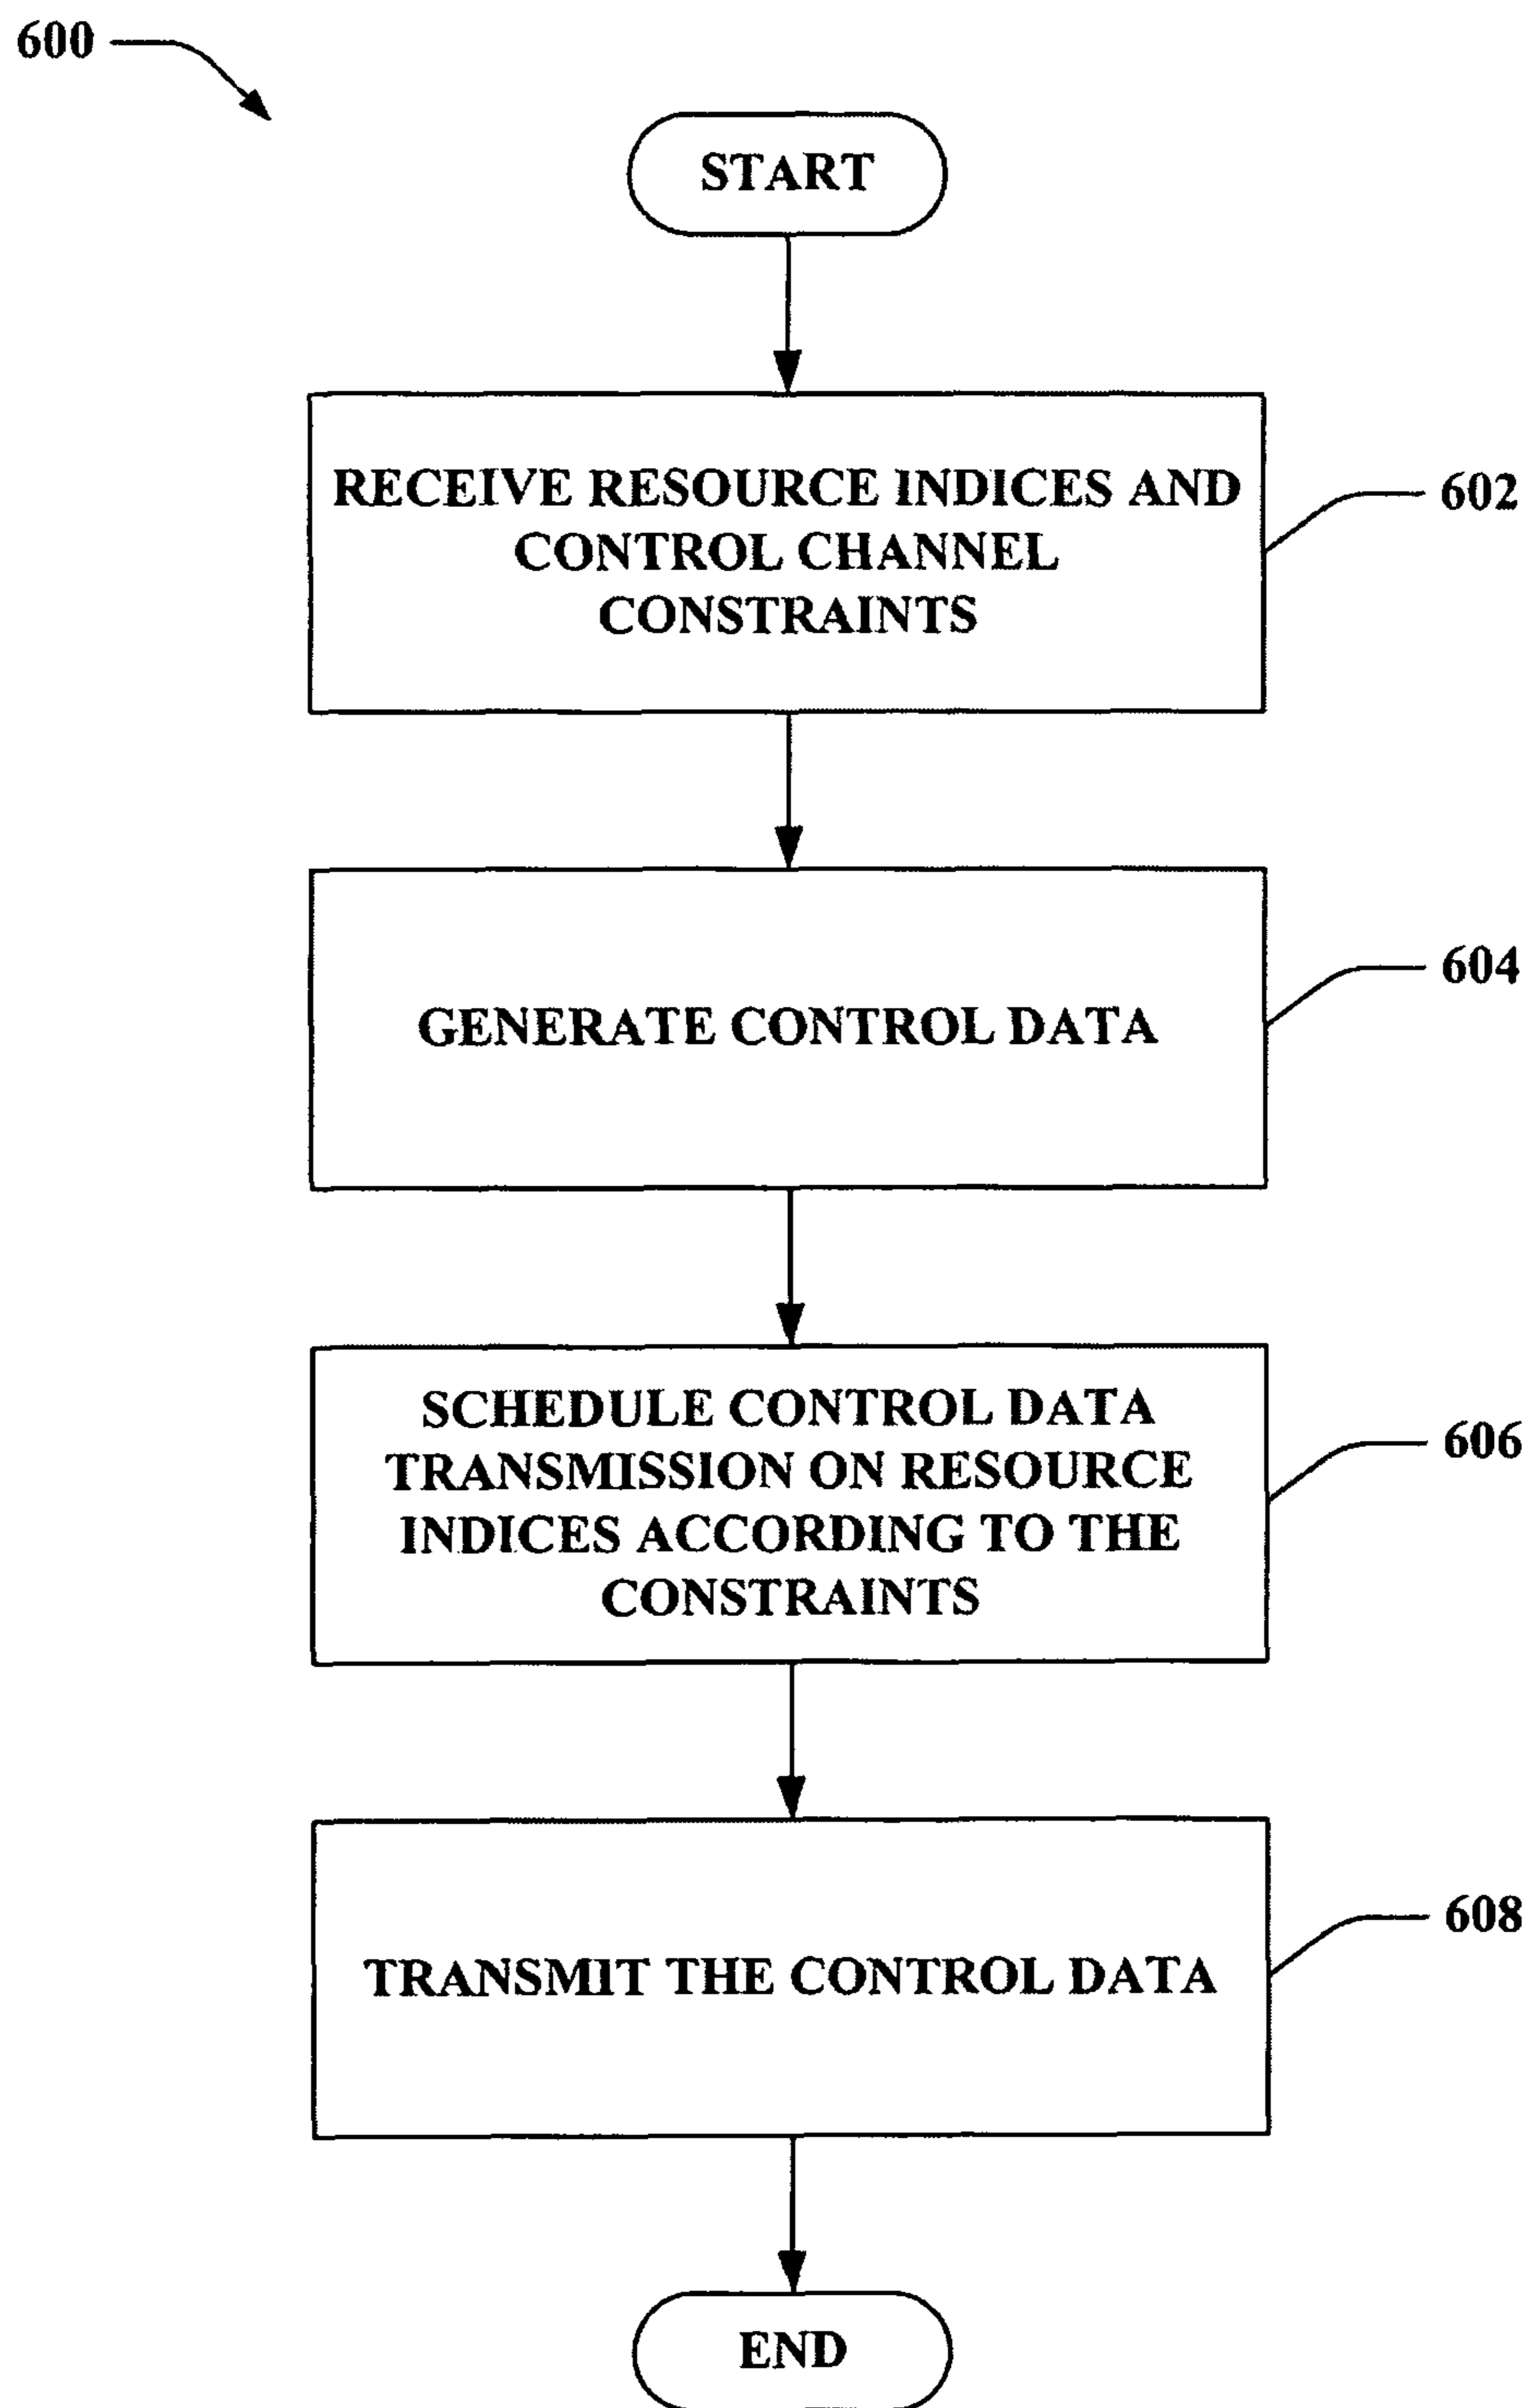 600
START
RECEIVE RESOURCE INDICES AND
CONTROL CHANNEL
CONSTRAINTS
602
GENERATE CONTROL DATA
604
SCHEDULE CONTROL DATA
TRANSMISSION ON RESOURCE
INDICES ACCORDING TO THE
CONSTRAINTS
606
TRANSMIT THE CONTROL DATA
608
END